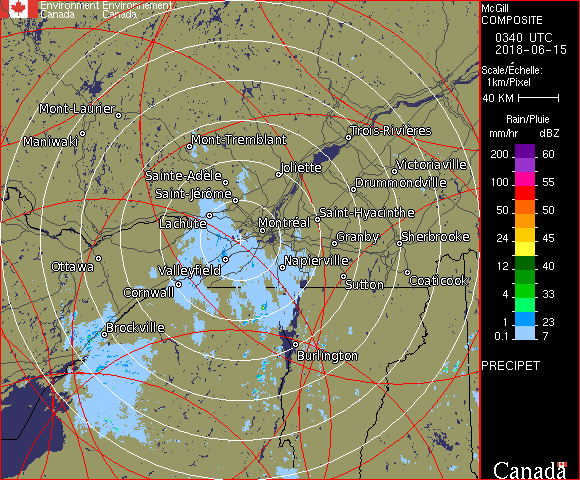 Environment Environnement
Canada Canada
McGill
COMPOSITE
0340 UTC
2018-06-15
Scale/Échelle:
1km/Pixel
40 KM
Rain/Pluie
mm/hr dBZ
200 60
100 55
50 50
24 45
12 40
4 33
1 23
0.1 7
PRECIPET
Canada
Mont-Laurier
Maniwaki
Mont-Tremblant
Trois-Rivières
Victoriaville
Sainte-Adèle
Joliette
Drummondville
Saint-Jérôme
Lachute
Montréal
Saint-Hyacinthe
Granby
Sherbrooke
Ottawa
Valleyfield
Napierville
Cornwall
Sutton
Coaticook
Brockville
Burlington